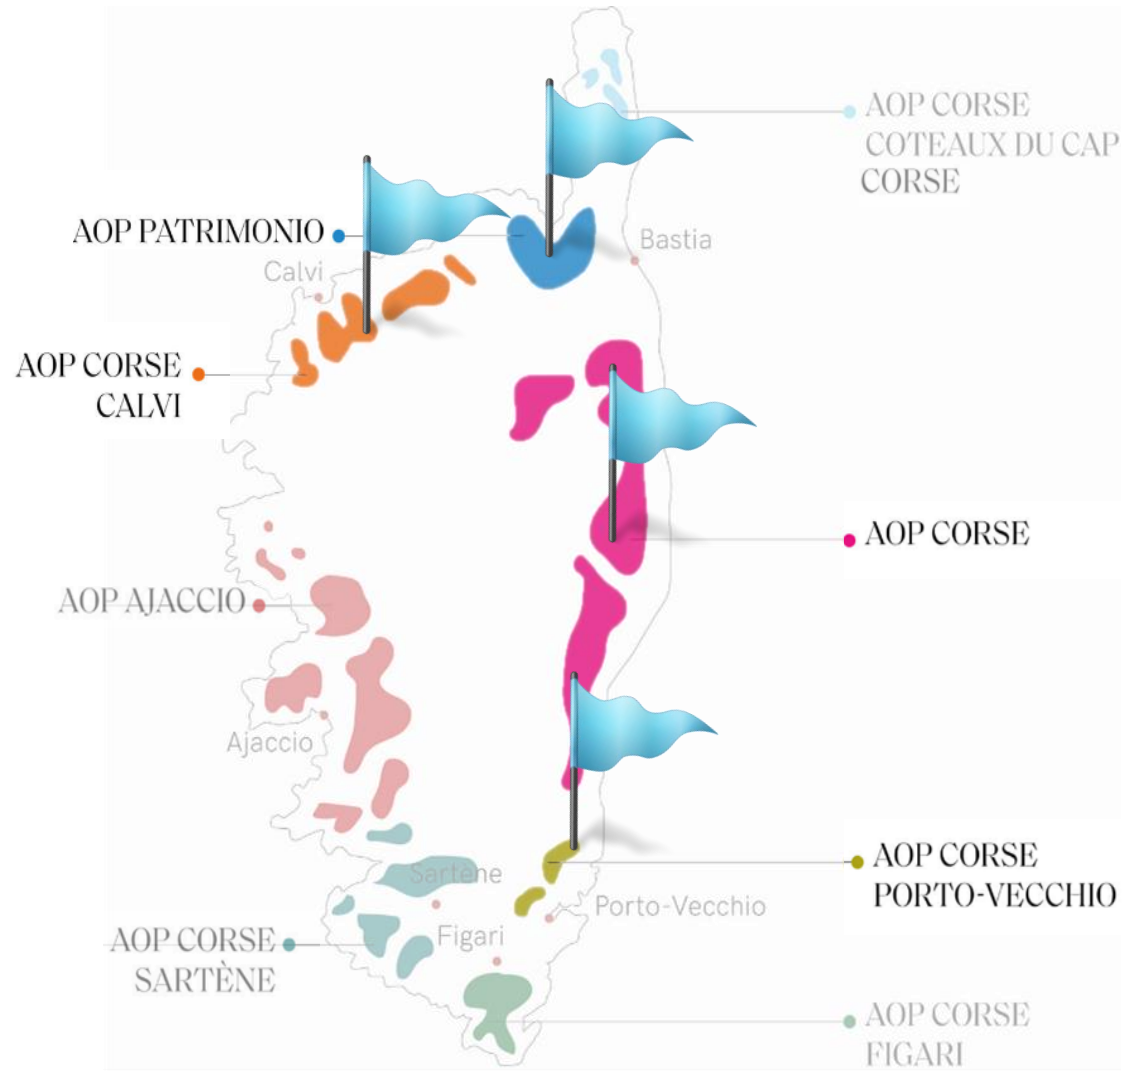 AOP CORSE
COTEAUX DU CAP
CORSE
AOP PATRIMONIO
Bastia
Calvi
AOP CORSE
CALVI
AOP CORSE
AOP AJACCIO
Ajaccio
AOP CORSE
PORTO-VECCHIO
Sartène
Porto-Vecchio
Figari
AOP CORSE
SARTÈNE
AOP CORSE
FIGARI